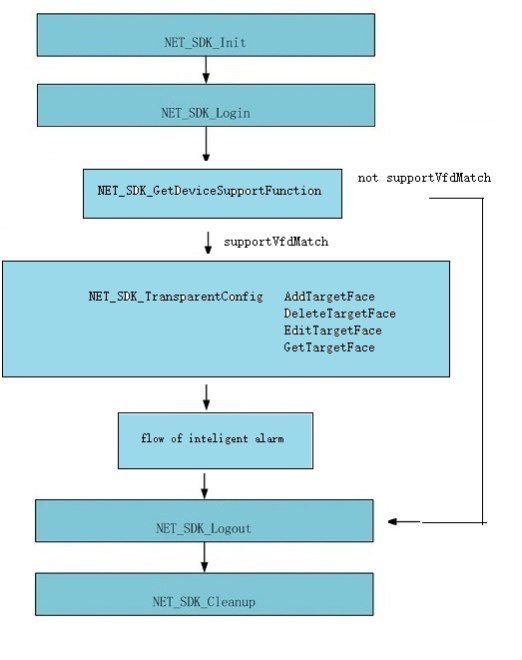 NET_SDK_Init
NET_SDK_Login
NET_SDK_GetDeviceSupportFunction
not supportVfdMatch
supportVfdMatch
NET_SDK_TransparentConfig AddTargetFace
DeleteTargetFace
EditTargetFace
GetTargetFace
flow of inteligent alarm
NET_SDK_Logout
NET_SDK_Cleanup